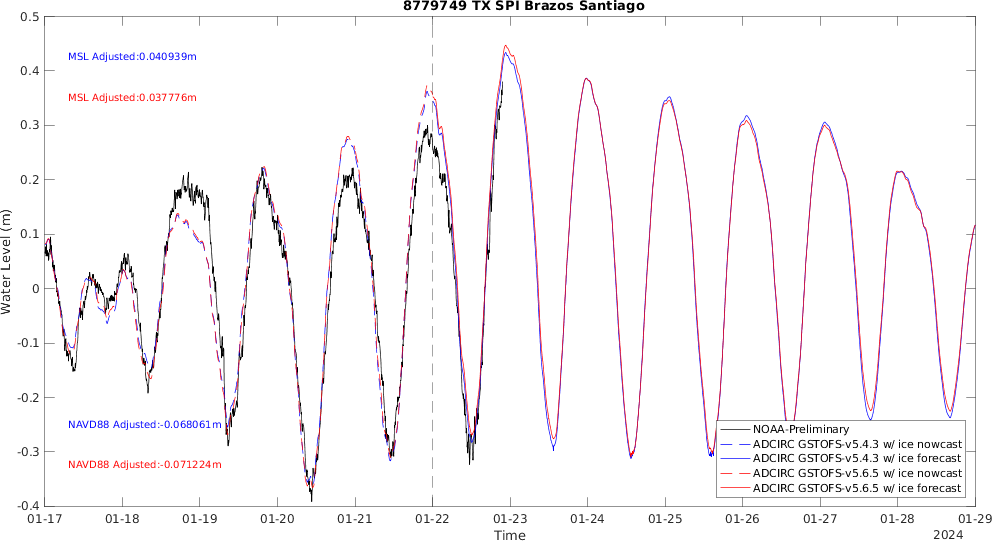 8779749 TX SPI Brazos Santiago
0.5
0.4
0.3
0.2
0.1
0
-0.1
-0.2
-0.3
-0.4
Water Level (m)
MSL Adjusted:0.040939m
MSL Adjusted:0.037776m
NAVD88 Adjusted:-0.068061m
NAVD88 Adjusted:-0.071224m
NOAA-Preliminary
ADCIRC GSTOFS-v5.4.3 w/ ice nowcast
ADCIRC GSTOFS-v5.4.3 w/ ice forecast
ADCIRC GSTOFS-v5.6.5 w/ ice nowcast
ADCIRC GSTOFS-v5.6.5 w/ ice forecast
01-17 01-18 01-19 01-20 01-21 01-22 01-23 01-24 01-25 01-26 01-27 01-28 01-29
Time
2024